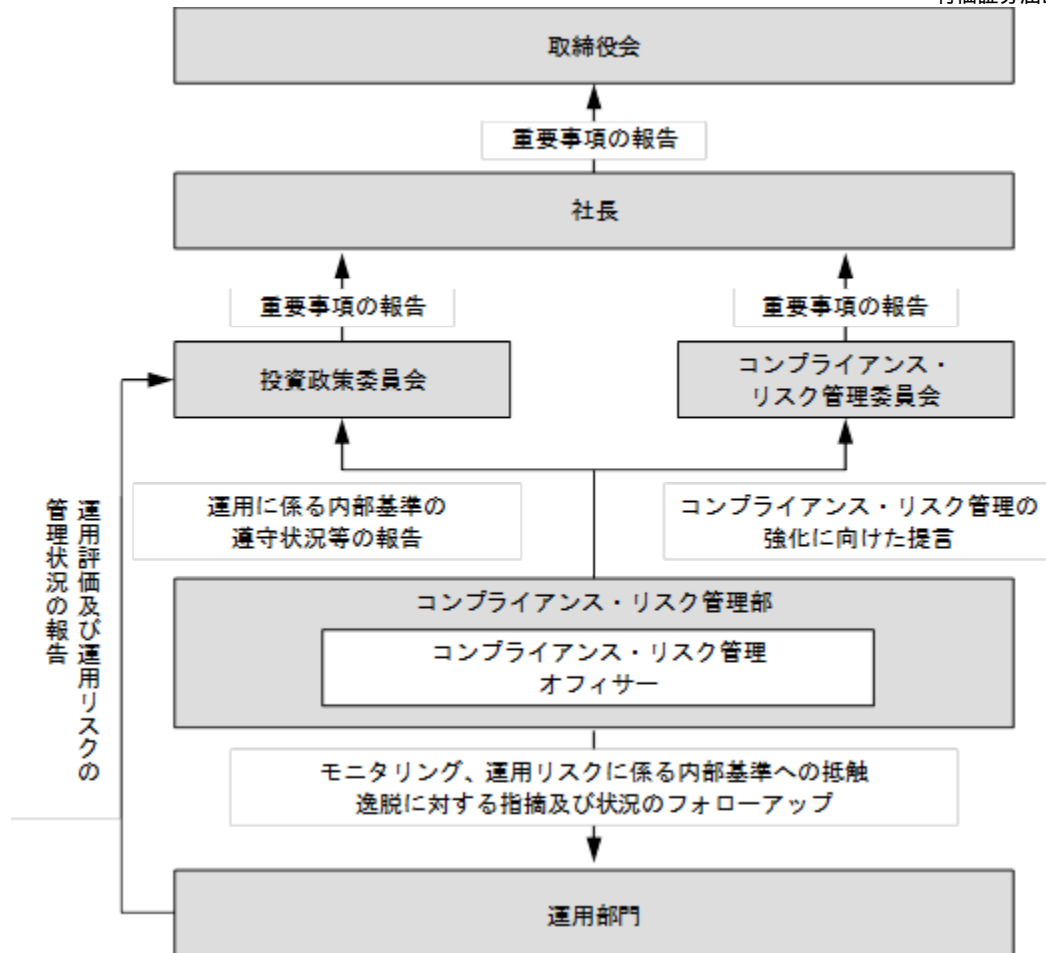 取締役会
重要事項の報告
社長
重要事項の報告
重要事項の報告
投資政策委員会
コンプライアンス・
リスク管理委員会
運用に係る内部基準の
遵守状況等の報告
コンプライアンス・リスク管理の
強化に向けた提言
運用評価及び運用リスクの
管理状況の報告
コンプライアンス・リスク管理部
コンプライアンス・リスク管理
オフィサー
モニタリング、運用リスクに係る内部基準への抵触
逸脱に対する指摘及び状況のフォローアップ
運用部門